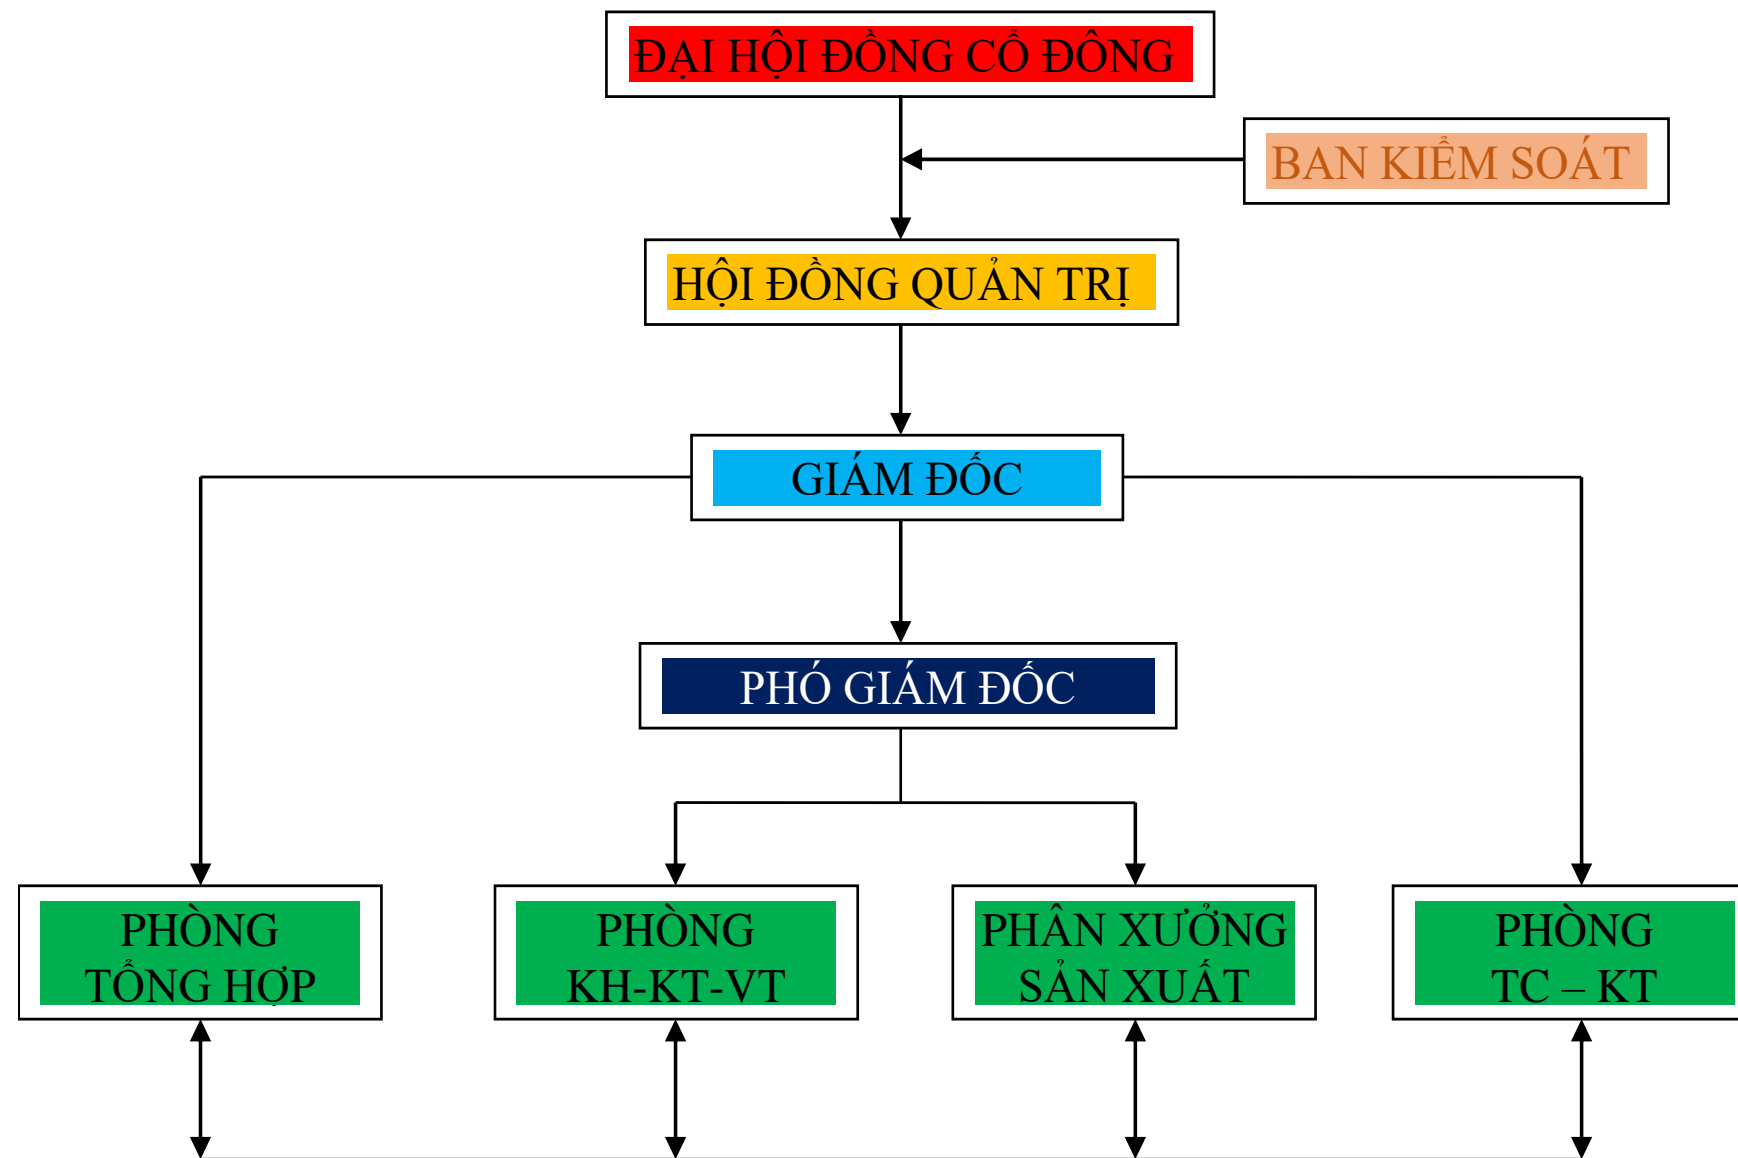 ĐẠI HỘI ĐỒNG CỔ ĐÔNG
BAN KIỂM SOÁT
HỘI ĐỒNG QUẢN TRỊ
GIÁM ĐỐC
PHÓ GIÁM ĐỐC
PHÒNG
TỔNG HỢP
PHÒNG
KH-KT-VT
PHÂN XƯỞNG
SẢN XUẤT
PHÒNG
TC – KT